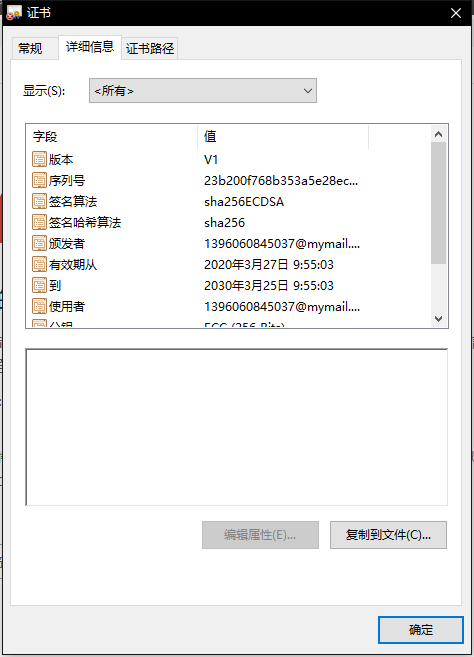 证书
常规 详细信息 证书路径
显示(S): <所有>
字段 值
版本 V1
序列号 23b200f768b353a5e28ec...
签名算法 sha256ECDSA
签名哈希算法 sha256
颁发者 1396060845037@mymail....
有效期从 2020年3月27日 9:55:03
到 2030年3月25日 9:55:03
使用者 1396060845037@mymail....
公钥 ECC (256 Bits)
编辑属性(E)... 复制到文件(C)...
确定